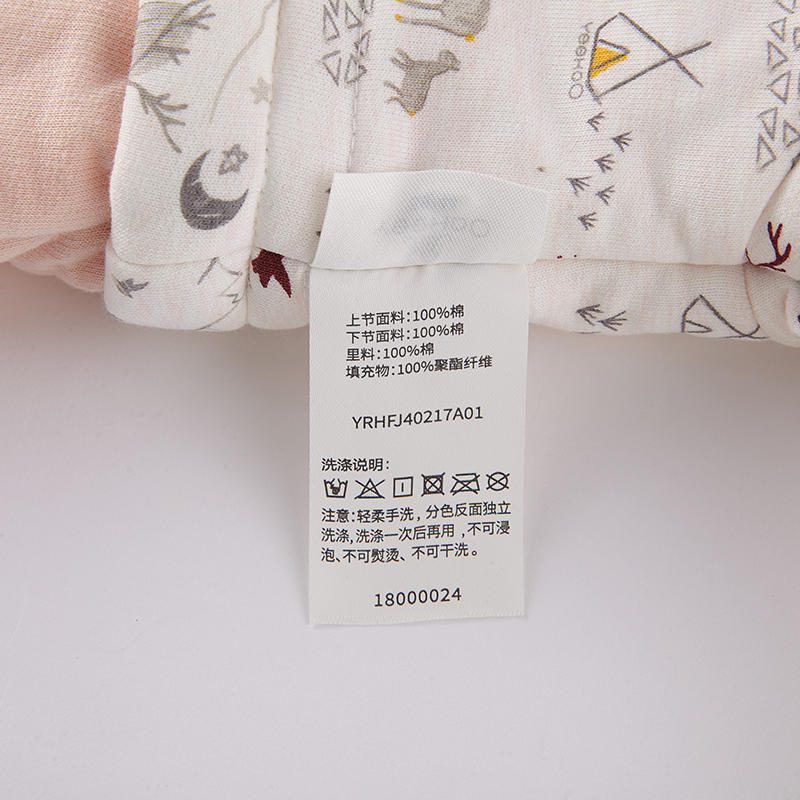 YeeHoO
上节面料:100%棉
下节面料:100%棉
里料:100%棉
填充物:100%聚酯纤维
YRHFJ40217A01
洗涤说明:
注意:轻柔手洗, 分色反面独立
洗涤,洗涤一次后再用 ,不可浸
泡、不可熨烫、不可干洗。
18000024